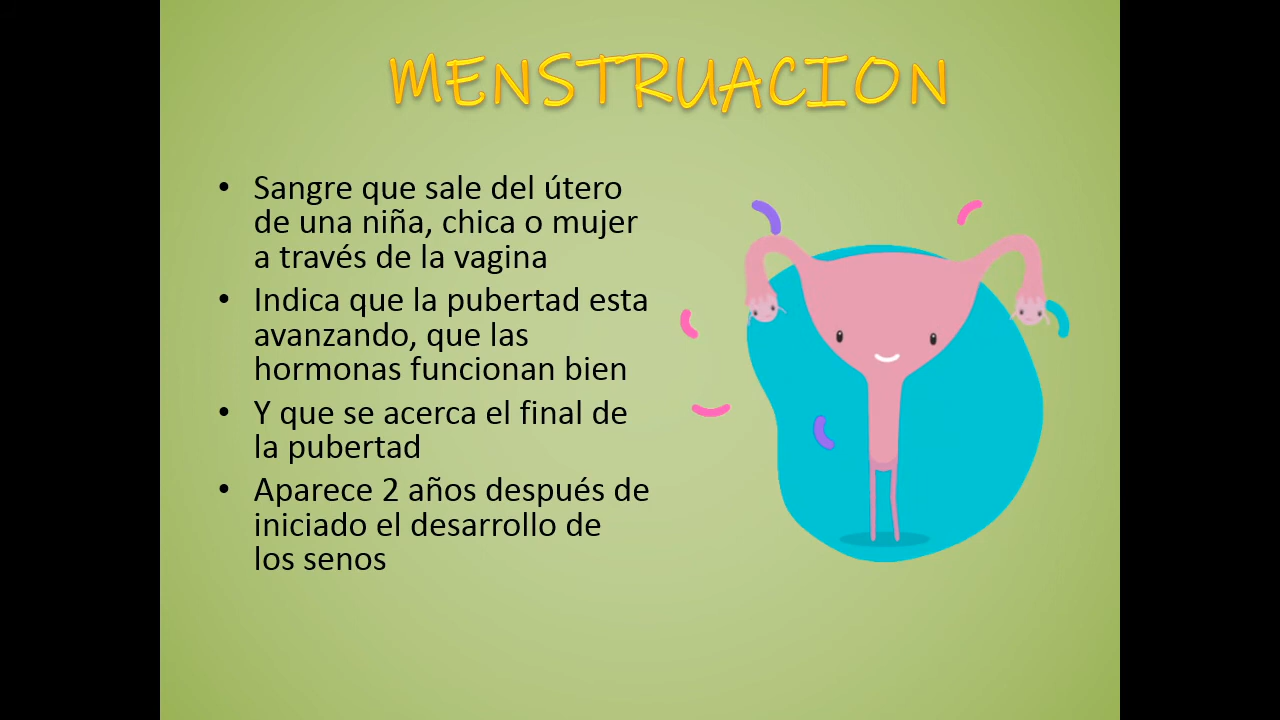 MENSTRUACION
• Sangre que sale del útero
de una niña, chica o mujer
a través de la vagina
• Indica que la pubertad esta
avanzando, que las
hormonas funcionan bien
• Y que se acerca el final de
la pubertad
• Aparece 2 años después de
iniciado el desarrollo de
los senos